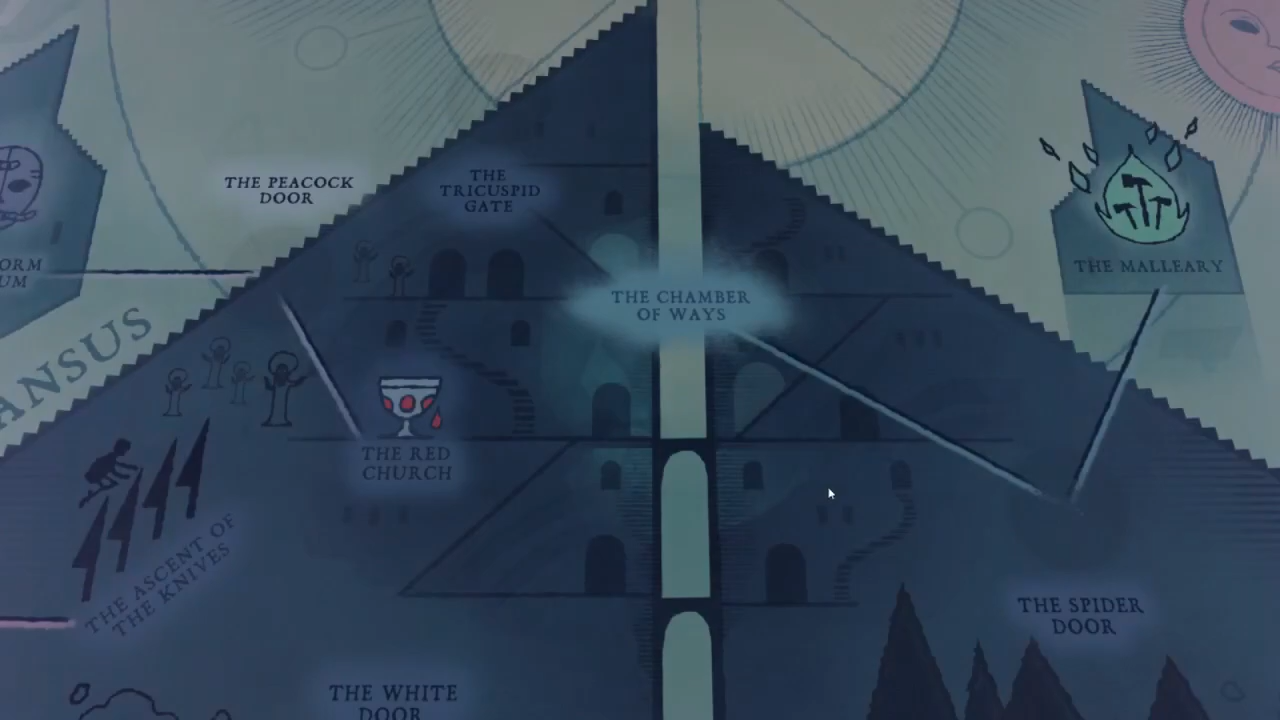 THE PEACOCK
DOOR
THE
TRICUSPID
GATE
ORM
UM
THE CHAMBER
OF WAYS
THE MALLEARY
ANSUS
THE RED
CHURCH
THE ASCENT OF
THE KNIVES
THE SPIDER
DOOR
THE WHITE
DOOR